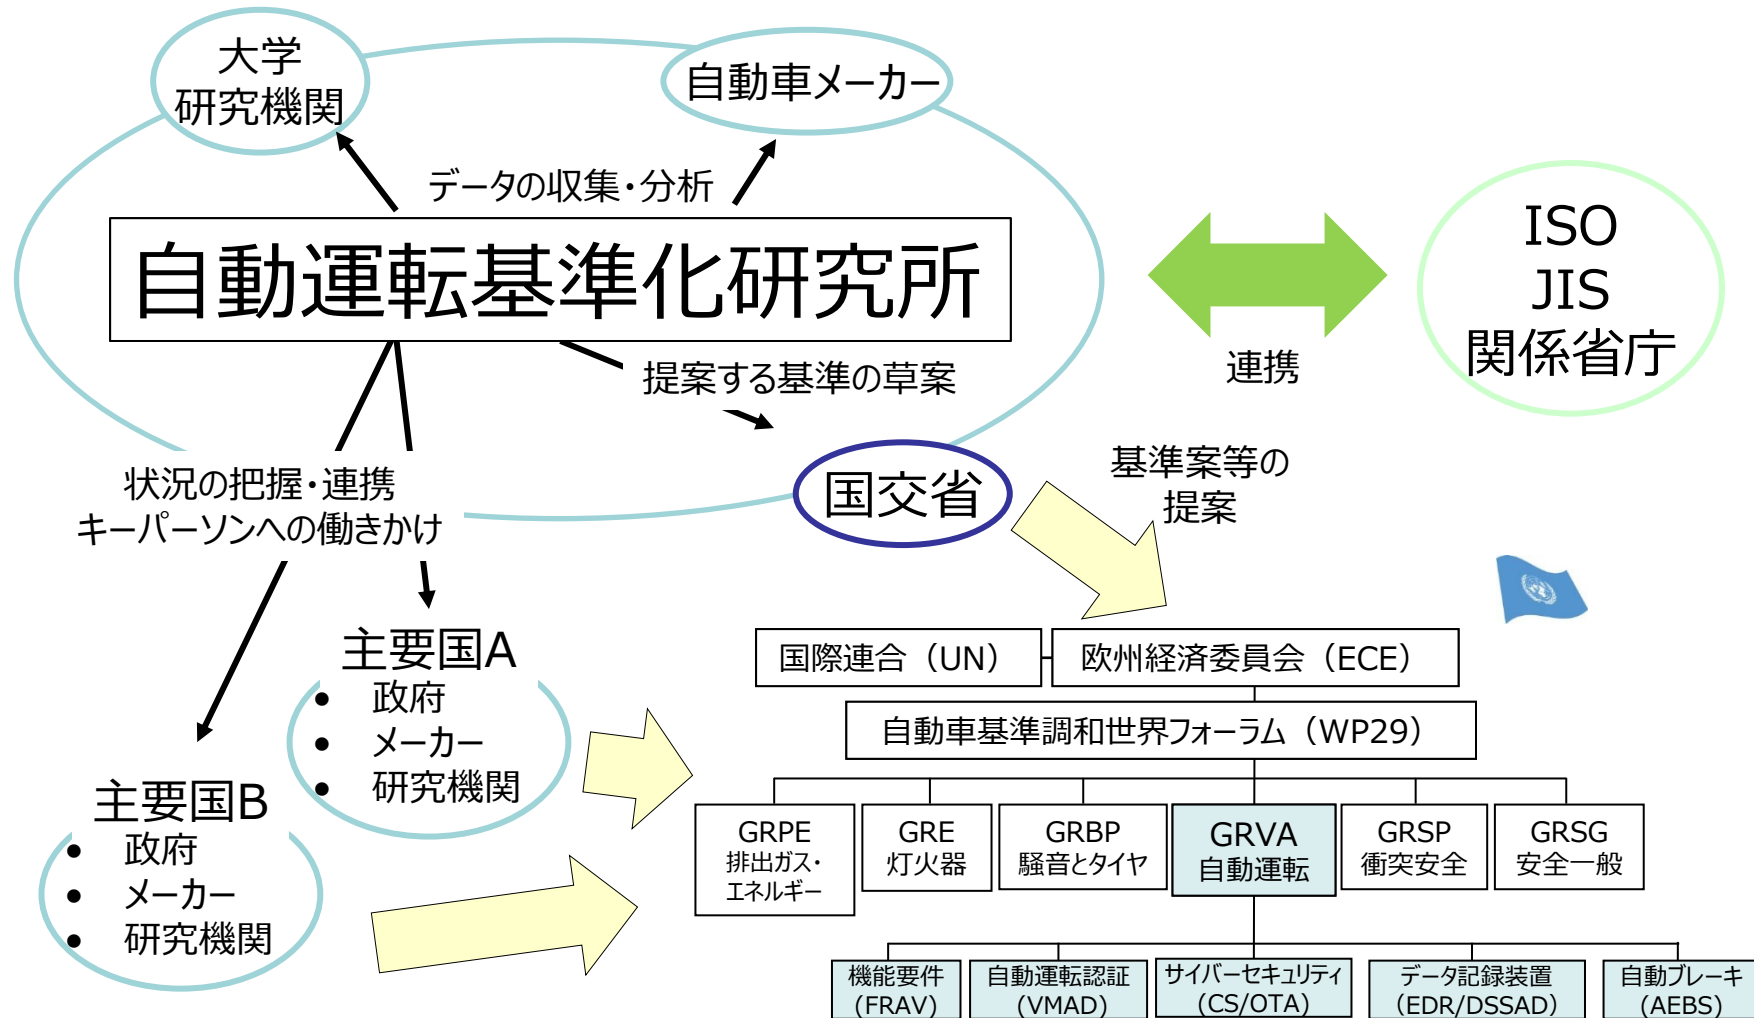 大学
研究機関
自動車メーカー
データの収集・分析
自動運転基準化研究所
ISO
JIS
関係省庁
連携
提案する基準の草案
国交省
基準案等の
提案
状況の把握・連携
キーパーソンへの働きかけ
主要国A
• 政府
• メーカー
• 研究機関
主要国B
• 政府
• メーカー
• 研究機関
国際連合（UN）
欧州経済委員会（ECE）
自動車基準調和世界フォーラム（WP29）
GRPE
排出ガス・
エネルギー
GRE
灯火器
GRBP
騒音とタイヤ
GRVA
自動運転
GRSP
衝突安全
GRSG
安全一般
機能要件
(FRAV)
自動運転認証
(VMAD)
サイバーセキュリティ
(CS/OTA)
データ記録装置
(EDR/DSSAD)
自動ブレーキ
(AEBS)